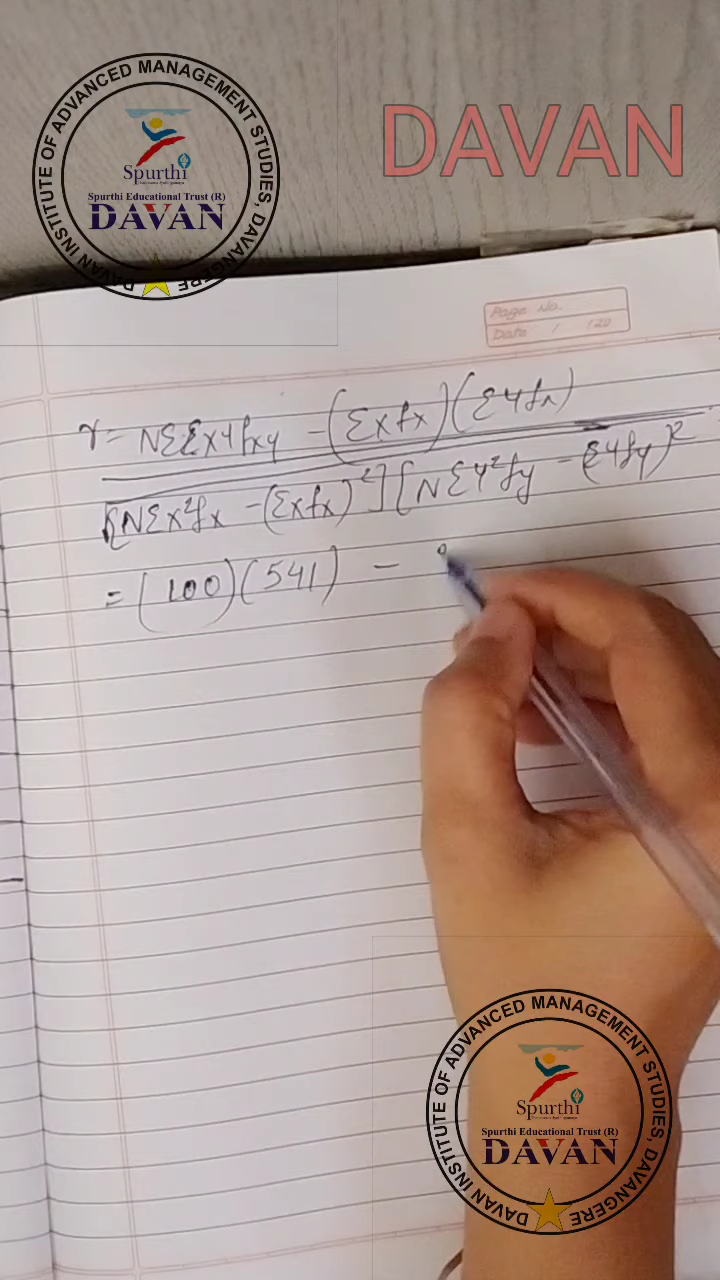 DAVAN INSTITUTE OF ADVANCED MANAGEMENT STUDIES, DAVANGERE
Spurthi
Spurthi Educational Trust (R)
DAVAN
DAVAN
Page No.
Date / /20
r = NΣΣxyfxy - (Σxfx)(Σyfx)
[NΣx²fx - (Σxfx)²][NΣy²fy - (Σyfy)²
= (100)(541) -
DAVAN INSTITUTE OF ADVANCED MANAGEMENT STUDIES, DAVANGERE
Spurthi
Spurthi Educational Trust (R)
DAVAN